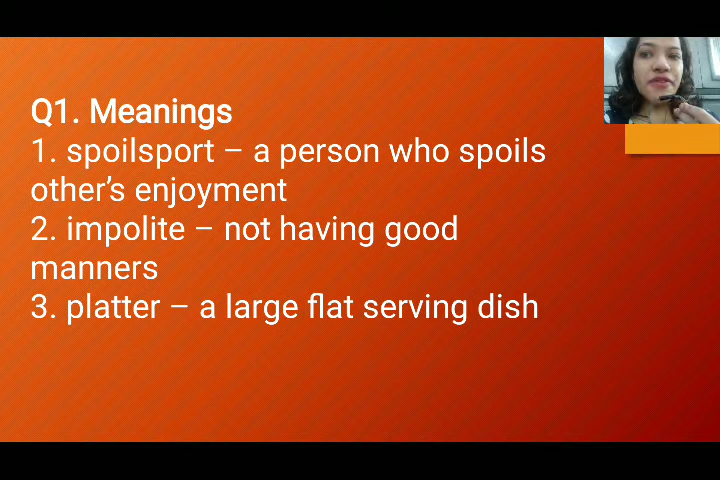 Q1. Meanings
1. spoilsport – a person who spoils
other's enjoyment
2. impolite – not having good
manners
3. platter – a large flat serving dish